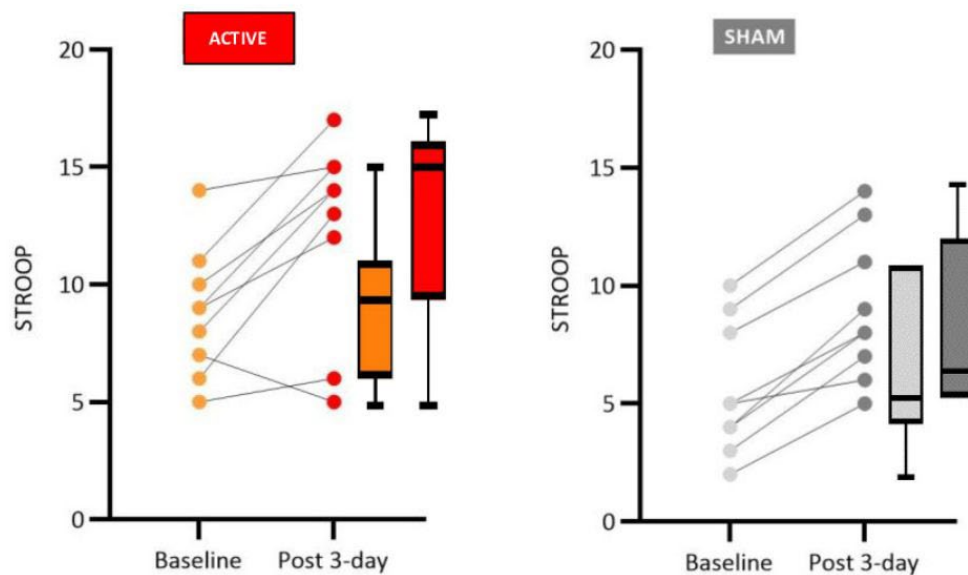 ACTIVE
20
15
10
5
0
STROOP
Baseline
Post 3-day
SHAM
20
15
10
5
0
STROOP
Baseline
Post 3-day